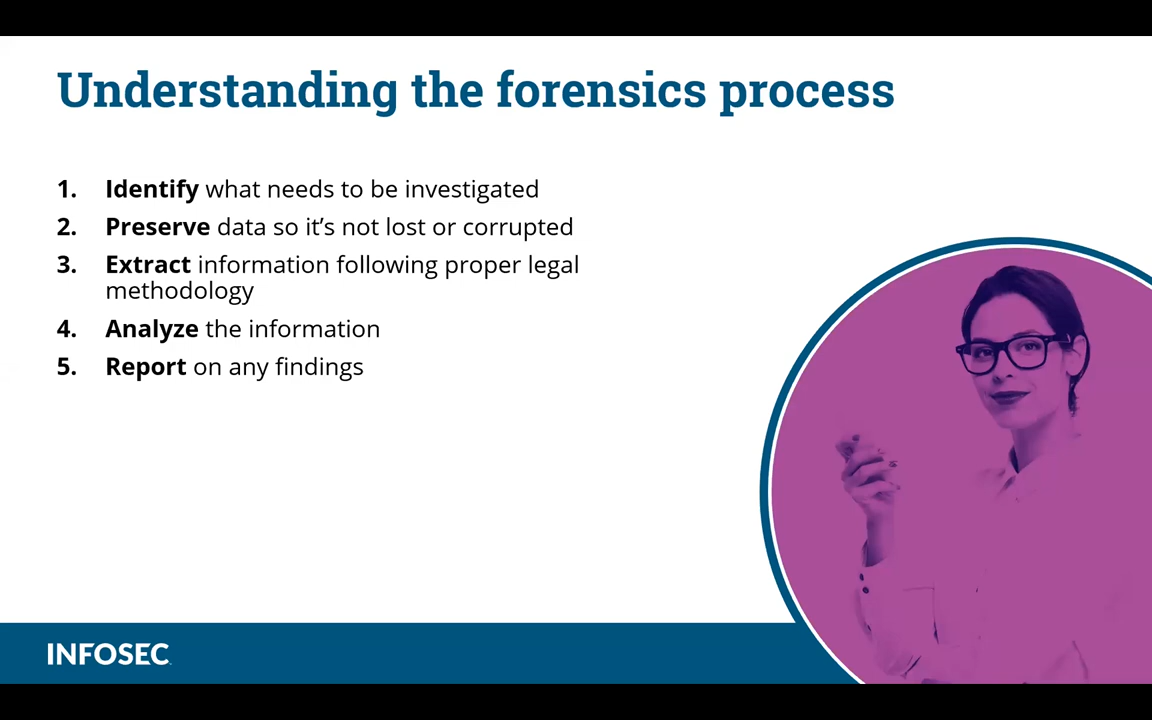 Understanding the forensics process
1. Identify what needs to be investigated
2. Preserve data so it’s not lost or corrupted
3. Extract information following proper legal
methodology
4. Analyze the information
5. Report on any findings
INFOSEC